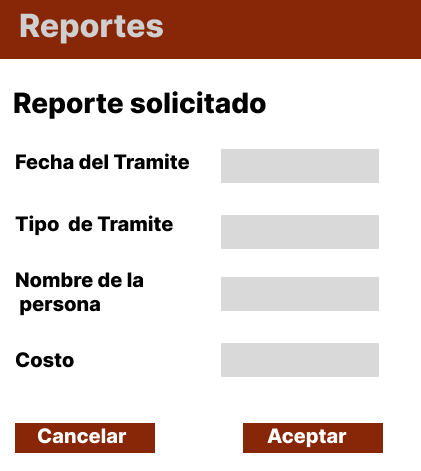 Reportes
Reporte solicitado
Fecha del Tramite
Tipo  de Tramite
Nombre de la
persona
Costo
Cancelar
Aceptar